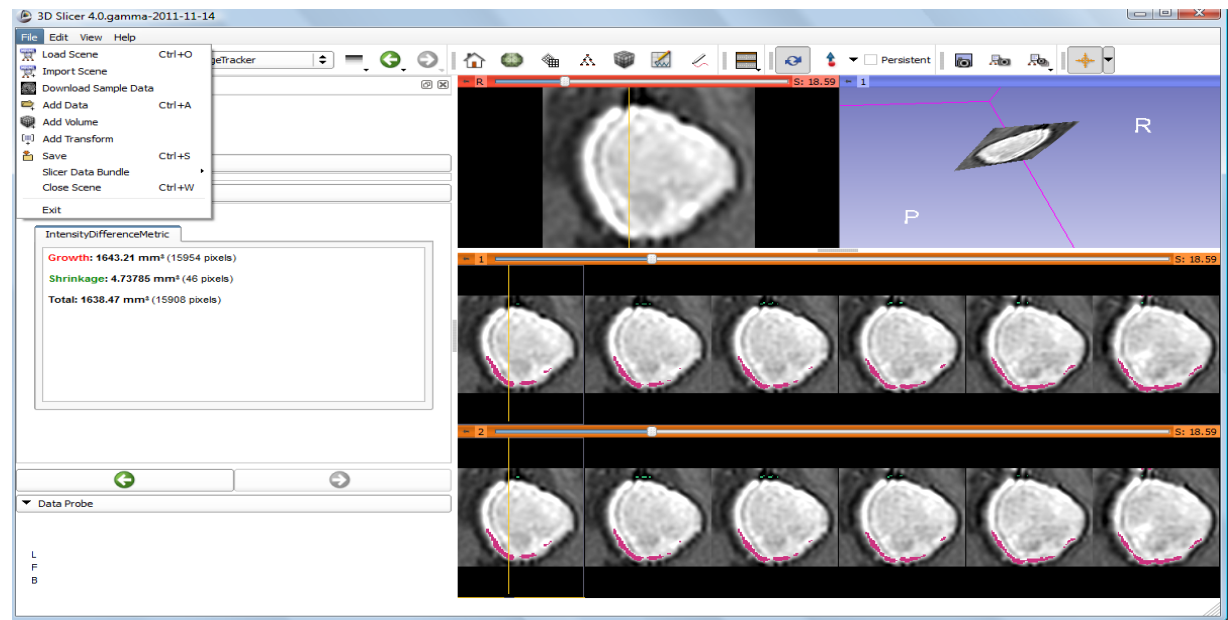 3D Slicer 4.0.gamma-2011-11-14
File Edit View Help
Load Scene Ctrl+O
Import Scene
Download Sample Data
Add Data Ctrl+A
Add Volume
Add Transform
Save Ctrl+S
Slicer Data Bundle
Close Scene Ctrl+W
Exit
geTracker
Persistent
R S: 18.59
1
R
P
IntensityDifferenceMetric
Growth: 1643.21 mm³ (15954 pixels)
Shrinkage: 4.73785 mm³ (46 pixels)
Total: 1638.47 mm³ (15908 pixels)
1 S: 18.59
2 S: 18.59
Data Probe
L
F
B